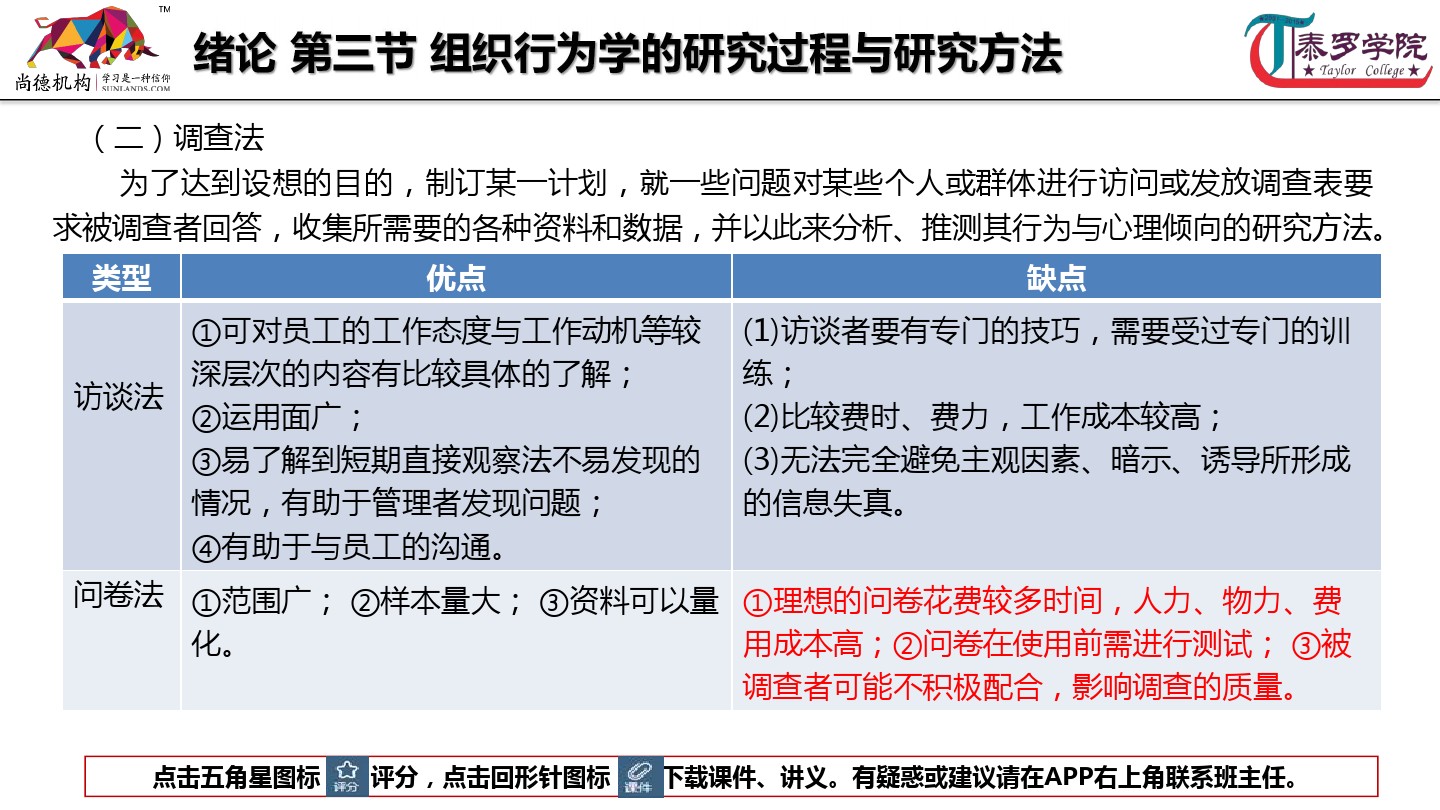 TM
尚德机构
学习是一种信仰
SUNLANDS.COM
绪论 第三节 组织行为学的研究过程与研究方法
泰罗学院
★ Taylor College ★
（二）调查法
为了达到设想的目的，制订某一计划，就一些问题对某些个人或群体进行访问或发放调查表要
求被调查者回答，收集所需要的各种资料和数据，并以此来分析、推测其行为与心理倾向的研究方法。
类型
优点
缺点
访谈法
①可对员工的工作态度与工作动机等较
深层次的内容有比较具体的了解；
②运用面广；
③易了解到短期直接观察法不易发现的
情况，有助于管理者发现问题；
④有助于与员工的沟通。
(1)访谈者要有专门的技巧，需要受过专门的训
练；
(2)比较费时、费力，工作成本较高；
(3)无法完全避免主观因素、暗示、诱导所形成
的信息失真。
问卷法
①范围广； ②样本量大； ③资料可以量
化。
①理想的问卷花费较多时间，人力、物力、费
用成本高；②问卷在使用前需进行测试； ③被
调查者可能不积极配合，影响调查的质量。
点击五角星图标 评分 评分，点击回形针图标 课件 下载课件、讲义。有疑惑或建议请在APP右上角联系班主任。